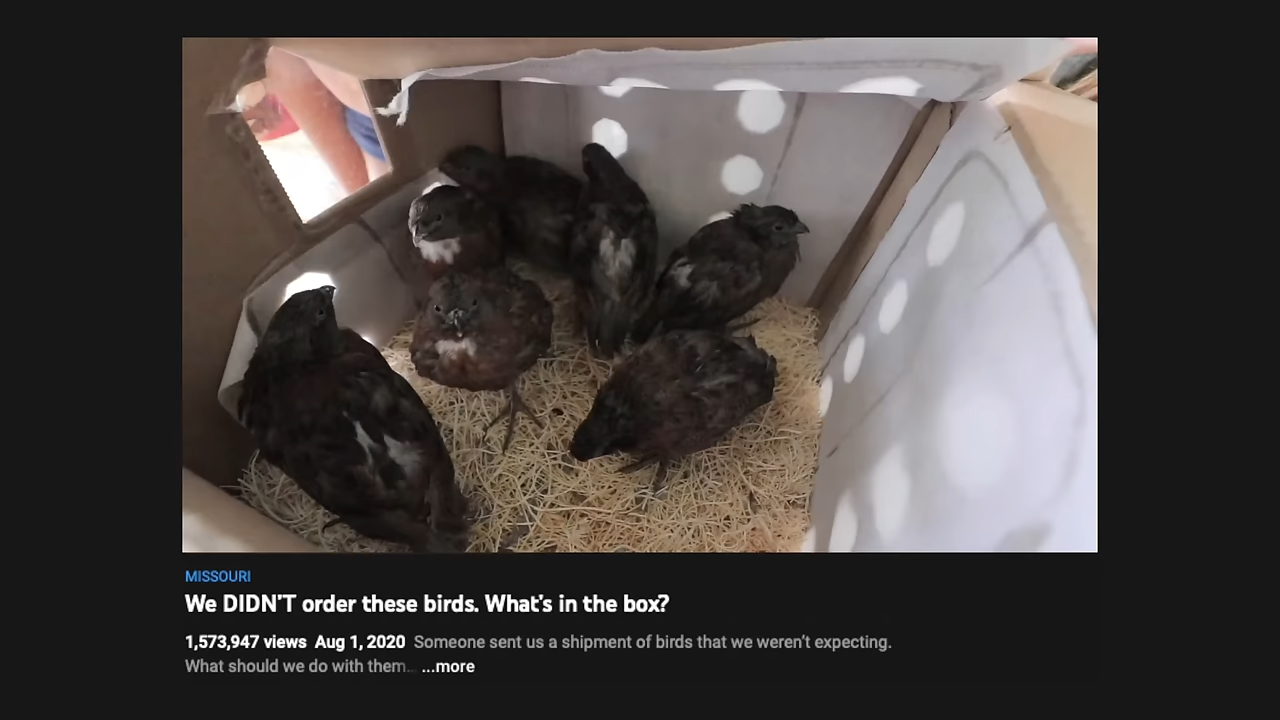 MISSOURI
We DIDN'T order these birds. What's in the box?
1,573,947 views Aug 1, 2020 Someone sent us a shipment of birds that we weren't expecting.
What should we do with them... ...more